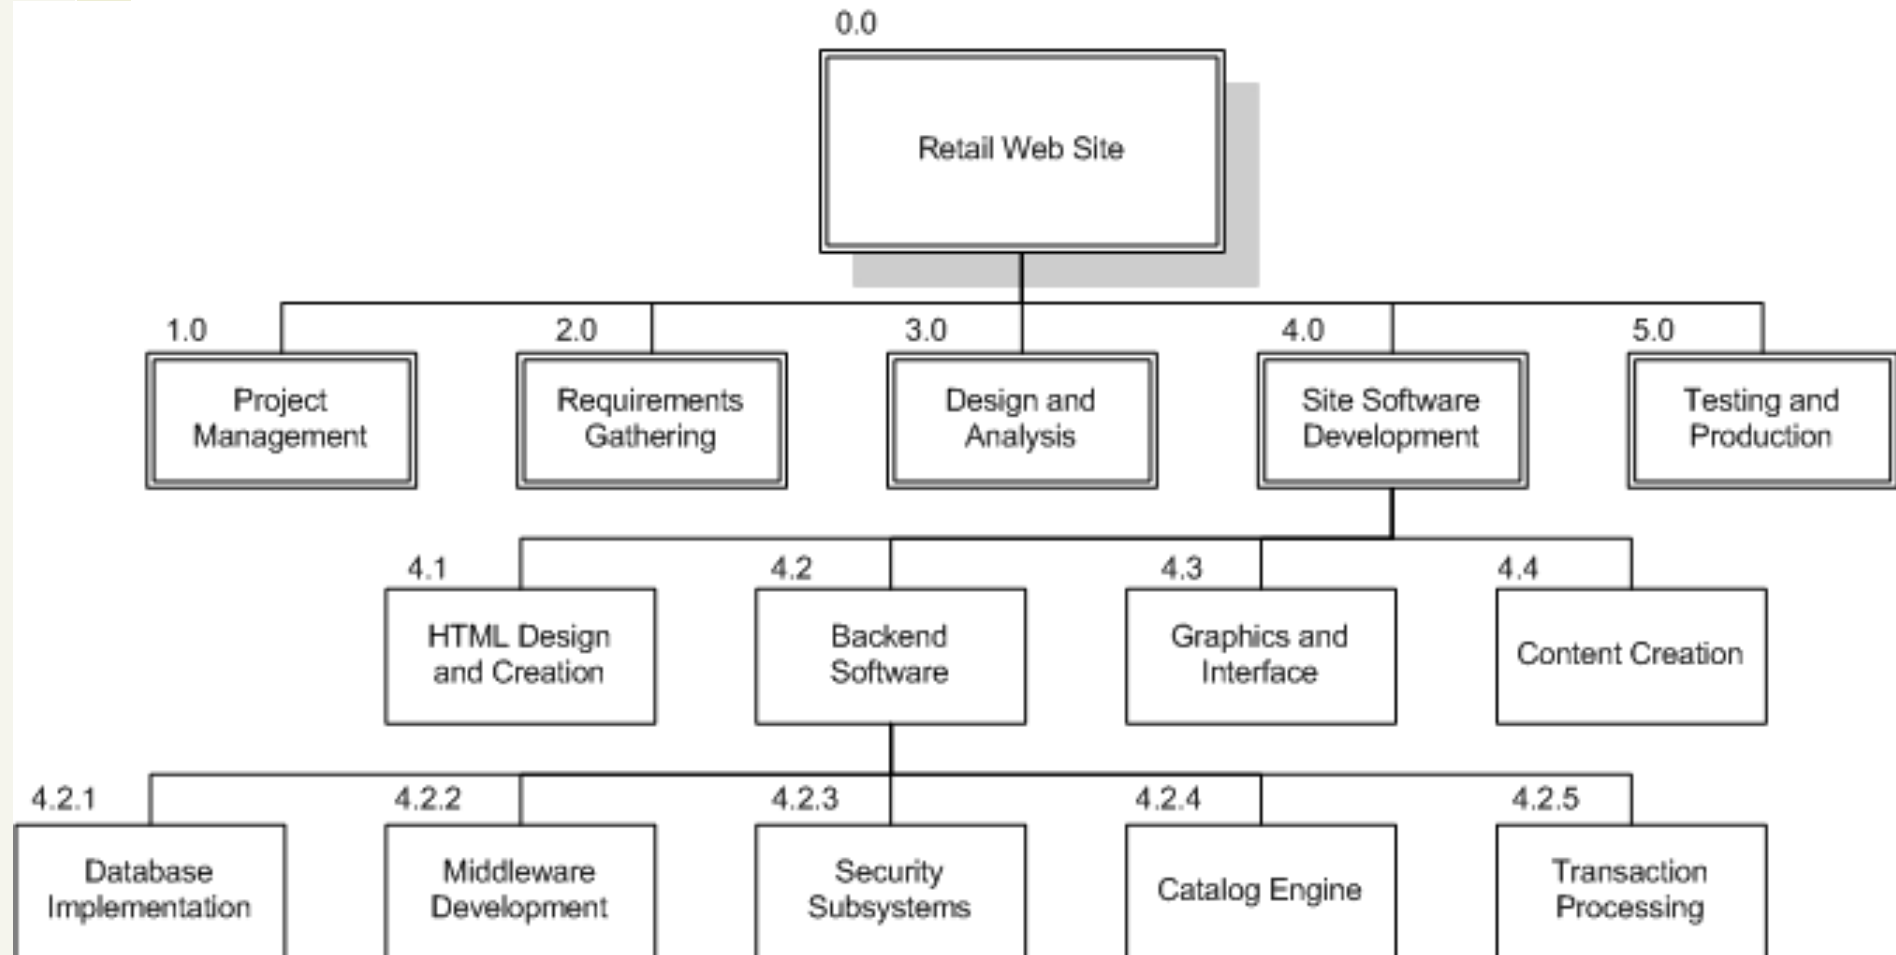 0.0
Retail Web Site
1.0
2.0
3.0
4.0
5.0
Project
Management
Requirements
Gathering
Design and
Analysis
Site Software
Development
Testing and
Production
4.1
4.2
4.3
4.4
HTML Design
and Creation
Backend
Software
Graphics and
Interface
Content Creation
4.2.1
4.2.2
4.2.3
4.2.4
4.2.5
Database
Implementation
Middleware
Development
Security
Subsystems
Catalog Engine
Transaction
Processing